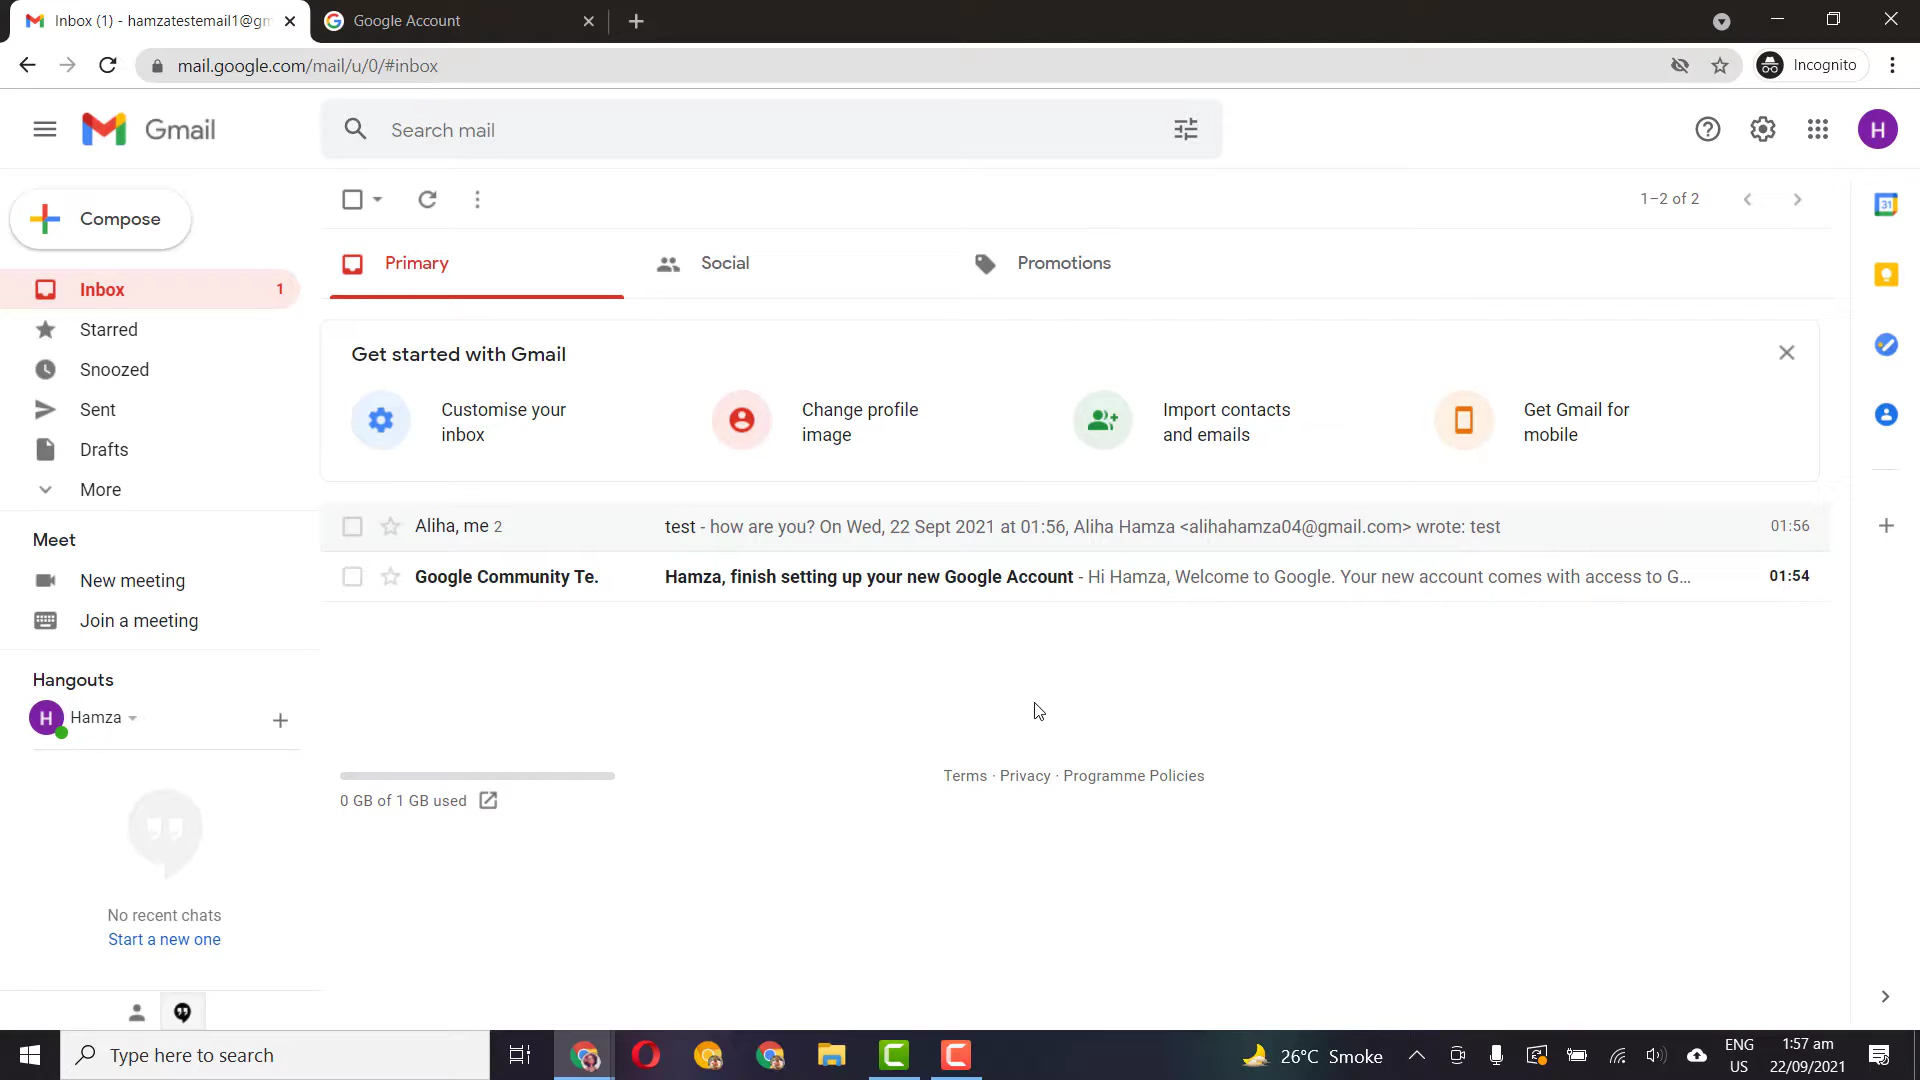 Inbox (1) - hamzatestemail1@gm
Google Account
mail.google.com/mail/u/0/#inbox
Incognito
Gmail
Search mail
H
Compose
1–2 of 2
31
Primary
Social
Promotions
Inbox 1
Starred
Snoozed
Sent
Drafts
More
Get started with Gmail
Customise your
inbox
Change profile
image
Import contacts
and emails
Get Gmail for
mobile
Aliha, me 2 test - how are you? On Wed, 22 Sept 2021 at 01:56, Aliha Hamza <alihahamza04@gmail.com> wrote: test 01:56
Google Community Te. Hamza, finish setting up your new Google Account - Hi Hamza, Welcome to Google. Your new account comes with access to G... 01:54
Meet
New meeting
Join a meeting
Hangouts
H Hamza
Terms · Privacy · Programme Policies
0 GB of 1 GB used
No recent chats
Start a new one
Type here to search
26°C Smoke
ENG
US
1:57 am
22/09/2021